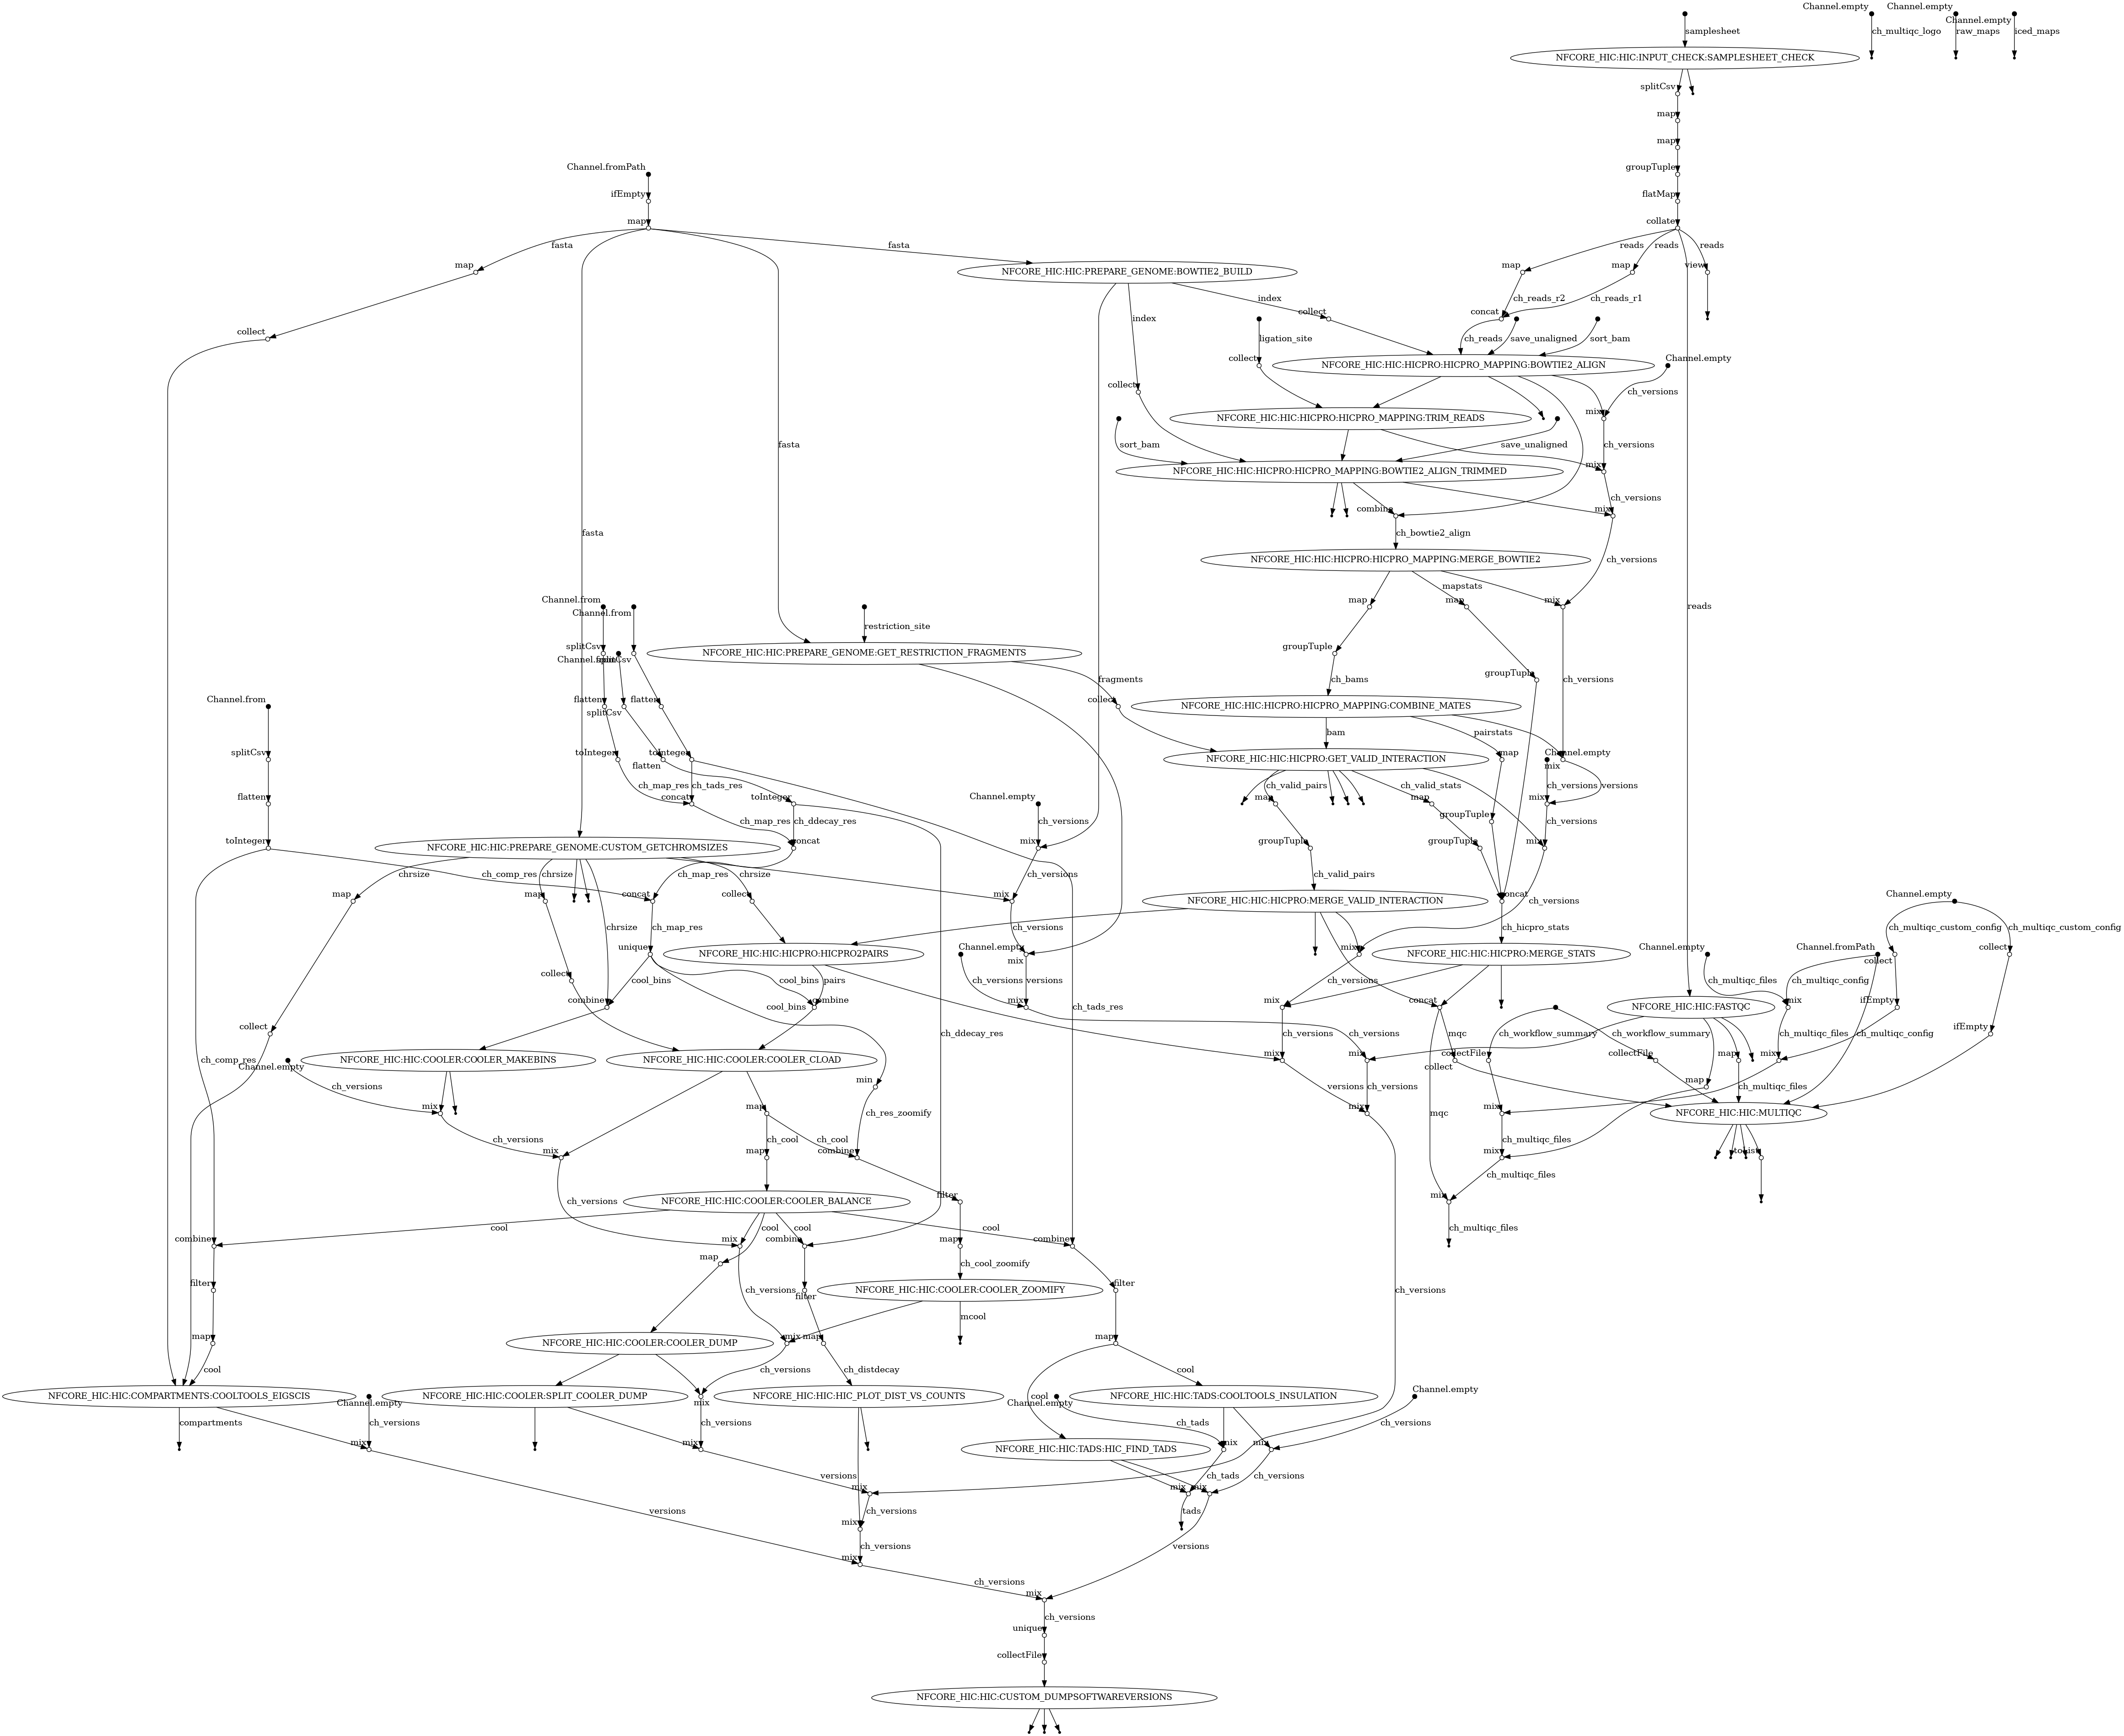 Channel.empty
Channel.empty
Channel.empty
samplesheet
ch_multiqc_logo
raw_maps
iced_maps
NFCORE_HIC:HIC:INPUT_CHECK:SAMPLESHEET_CHECK
splitCsv
map
map
Channel.fromPath
groupTuple
ifEmpty
flatMap
map
collate
fasta
fasta
reads
reads
reads
map
NFCORE_HIC:HIC:PREPARE_GENOME:BOWTIE2_BUILD
map
map
view
index
ch_reads_r2
ch_reads_r1
collect
concat
index
collect
ligation_site
ch_reads
save_unaligned
sort_bam
collect
NFCORE_HIC:HIC:HICPRO:HICPRO_MAPPING:BOWTIE2_ALIGN
Channel.empty
collect
ch_versions
mix
NFCORE_HIC:HIC:HICPRO:HICPRO_MAPPING:TRIM_READS
fasta
sort_bam
save_unaligned
ch_versions
mix
NFCORE_HIC:HIC:HICPRO:HICPRO_MAPPING:BOWTIE2_ALIGN_TRIMMED
ch_versions
combine
mix
fasta
ch_bowtie2_align
NFCORE_HIC:HIC:HICPRO:HICPRO_MAPPING:MERGE_BOWTIE2
ch_versions
mapstats
Channel.from
Channel.from
map
map
mix
reads
restriction_site
splitCsv
NFCORE_HIC:HIC:PREPARE_GENOME:GET_RESTRICTION_FRAGMENTS
groupTuple
Channel.from
splitCsv
groupTuple
fragments
ch_bams
ch_versions
Channel.from
flatten
flatten
collect
NFCORE_HIC:HIC:HICPRO:HICPRO_MAPPING:COMBINE_MATES
splitCsv
bam
pairstats
splitCsv
toInteger
toInteger
NFCORE_HIC:HIC:HICPRO:GET_VALID_INTERACTION
map
Channel.empty
mix
flatten
ch_map_res
ch_tads_res
ch_valid_pairs
ch_valid_stats
ch_versions
versions
flatten
concat
toInteger
Channel.empty
map
map
mix
ch_map_res
ch_ddecay_res
ch_versions
groupTuple
ch_versions
toInteger
NFCORE_HIC:HIC:PREPARE_GENOME:CUSTOM_GETCHROMSIZES
concat
mix
groupTuple
groupTuple
mix
ch_comp_res
chrsize
chrsize
ch_map_res
chrsize
ch_versions
ch_valid_pairs
map
map
concat
collect
mix
NFCORE_HIC:HIC:HICPRO:MERGE_VALID_INTERACTION
concat
ch_versions
Channel.empty
chrsize
ch_map_res
ch_versions
ch_hicpro_stats
ch_multiqc_custom_config
ch_multiqc_custom_config
unique
NFCORE_HIC:HIC:HICPRO:HICPRO2PAIRS
Channel.empty
mix
mix
NFCORE_HIC:HIC:HICPRO:MERGE_STATS
Channel.empty
Channel.fromPath
collect
collect
collect
cool_bins
cool_bins
pairs
ch_versions
versions
ch_versions
ch_multiqc_config
combine
combine
cool_bins
mix
mix
concat
NFCORE_HIC:HIC:FASTQC
mix
ifEmpty
ch_tads_res
collect
ch_versions
ch_versions
mqc
ch_workflow_summary
ch_workflow_summary
ch_multiqc_files
ch_multiqc_config
ifEmpty
ch_comp_res
ch_ddecay_res
NFCORE_HIC:HIC:COOLER:COOLER_MAKEBINS
NFCORE_HIC:HIC:COOLER:COOLER_CLOAD
Channel.empty
mix
mix
collectFile
collect
collectFile
map
mix
ch_versions
min
versions
ch_versions
map
ch_multiqc_files
mix
map
ch_res_zoomify
mix
mqc
mix
NFCORE_HIC:HIC:MULTIQC
ch_versions
ch_cool
ch_cool
ch_multiqc_files
mix
map
combine
mix
toList
ch_multiqc_files
ch_versions
NFCORE_HIC:HIC:COOLER:COOLER_BALANCE
filter
mix
cool
cool
cool
cool
ch_multiqc_files
combine
mix
combine
map
combine
map
ch_cool_zoomify
filter
ch_versions
filter
NFCORE_HIC:HIC:COOLER:COOLER_ZOOMIFY
filter
ch_versions
mcool
map
NFCORE_HIC:HIC:COOLER:COOLER_DUMP
mix
map
map
cool
ch_versions
ch_distdecay
cool
NFCORE_HIC:HIC:COMPARTMENTS:COOLTOOLS_EIGSCIS
Channel.empty
NFCORE_HIC:HIC:COOLER:SPLIT_COOLER_DUMP
mix
NFCORE_HIC:HIC:HIC_PLOT_DIST_VS_COUNTS
cool
Channel.empty
NFCORE_HIC:HIC:TADS:COOLTOOLS_INSULATION
Channel.empty
compartments
ch_versions
ch_versions
ch_tads
ch_versions
mix
mix
NFCORE_HIC:HIC:TADS:HIC_FIND_TADS
mix
mix
versions
ch_tads
ch_versions
mix
mix
mix
versions
ch_versions
tads
mix
ch_versions
versions
mix
ch_versions
mix
ch_versions
unique
collectFile
NFCORE_HIC:HIC:CUSTOM_DUMPSOFTWAREVERSIONS